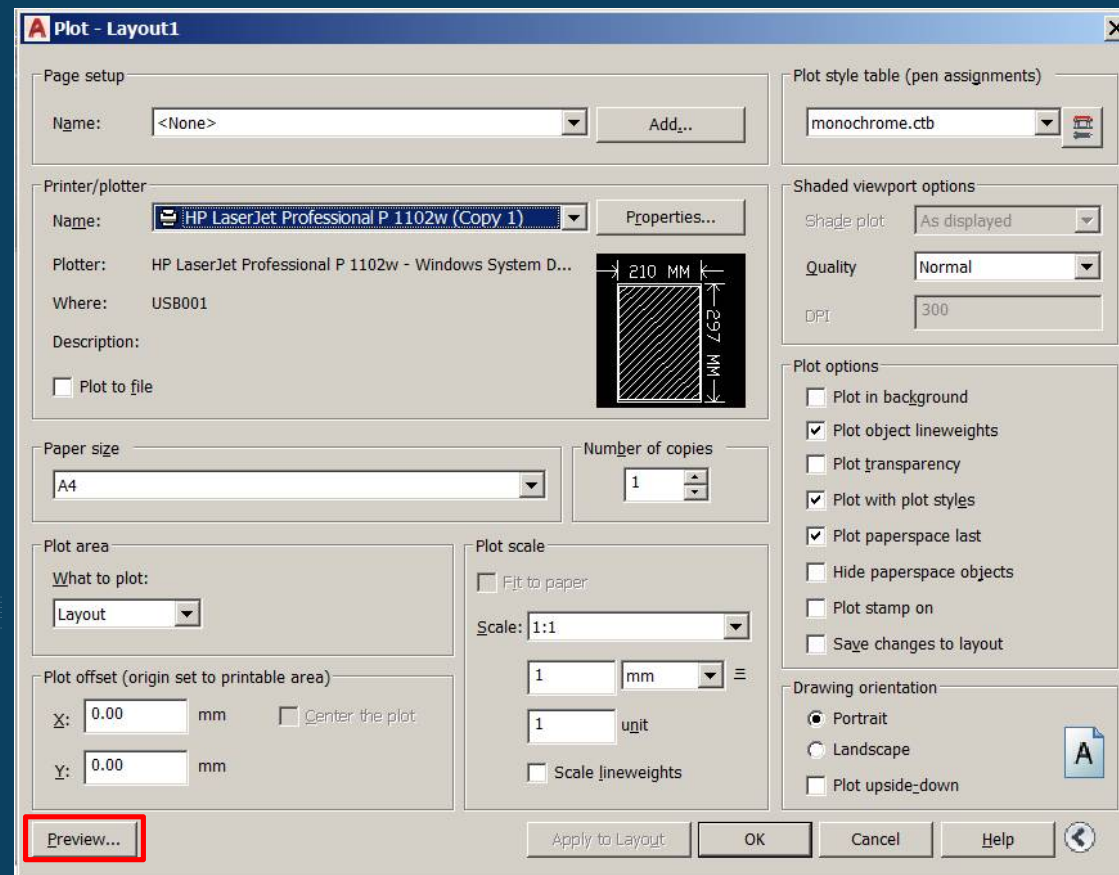 Plot - Layout1
Page setup
Name:
<None>
Add...
Plot style table (pen assignments)
monochrome.ctb
Printer/plotter
Name:
HP LaserJet Professional P 1102w (Copy 1)
Properties...
Plotter:
HP LaserJet Professional P 1102w - Windows System D...
Where:
USB001
Description:
Plot to file
210 MM
297 MM
Shaded viewport options
Shade plot
As displayed
Quality
Normal
DPI
300
Paper size
A4
Number of copies
1
Plot options
Plot in background
Plot object lineweights
Plot transparency
Plot with plot styles
Plot paperspace last
Hide paperspace objects
Plot stamp on
Save changes to layout
Plot area
What to plot:
Layout
Plot scale
Fit to paper
Scale:
1:1
1
mm
=
1
unit
Scale lineweights
Plot offset (origin set to printable area)
X:
0.00
mm
Center the plot
Y:
0.00
mm
Drawing orientation
Portrait
Landscape
Plot upside-down
A
Preview...
Apply to Layout
OK
Cancel
Help